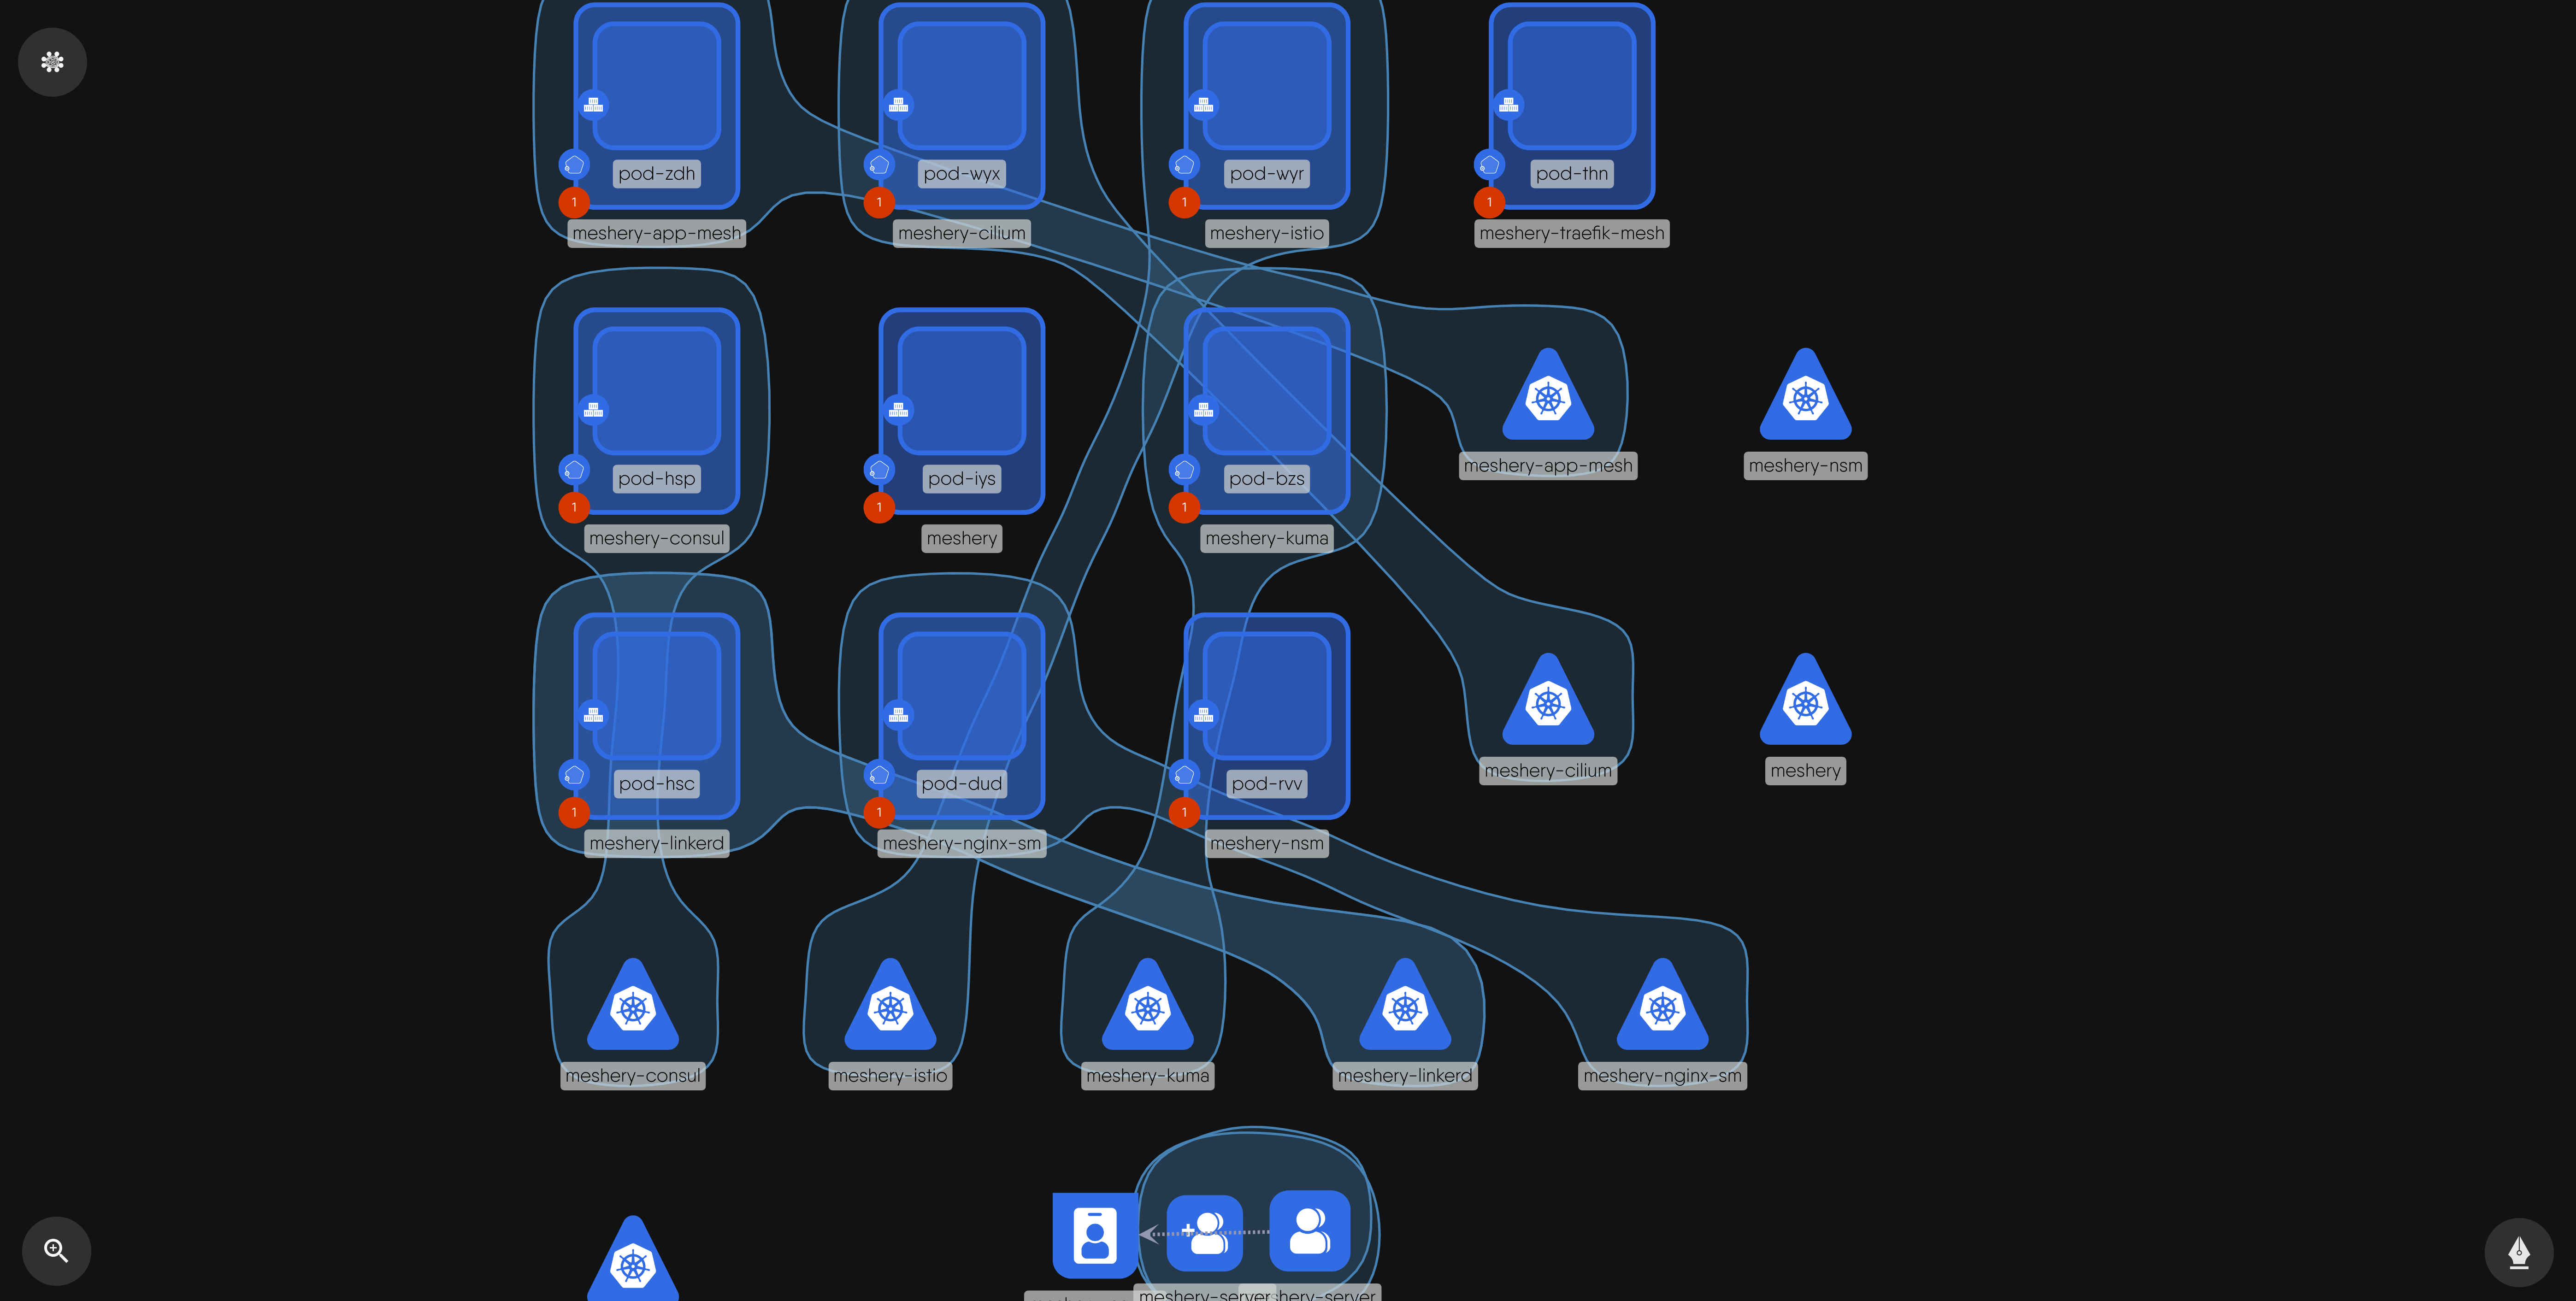 pod-zdh
pod-wyx
pod-wyr
pod-thn
1
1
1
1
meshery-app-mesh
meshery-cilium
meshery-istio
meshery-traefik-mesh
meshery-app-mesh
meshery-nsm
pod-hsp
pod-iys
pod-bzs
1
1
1
meshery-consul
meshery
meshery-kuma
meshery-cilium
meshery
pod-hsc
pod-dud
pod-rvv
1
1
1
meshery-linkerd
meshery-nginx-sm
meshery-nsm
meshery-consul
meshery-istio
meshery-kuma
meshery-linkerd
meshery-nginx-sm
meshery-server
hery-server